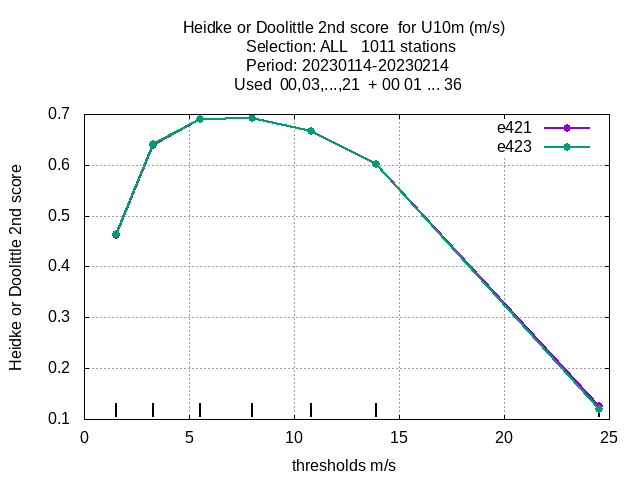 Heidke or Doolittle 2nd score  for U10m (m/s)
Selection: ALL   1011 stations
Period: 20230114-20230214
Used  00,03,...,21  + 00 01 ... 36
e421
e423
Heidke or Doolittle 2nd score
0.7
0.6
0.5
0.4
0.3
0.2
0.1
0 5 10 15 20 25
thresholds m/s